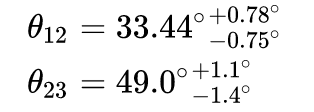 θ₁₂ = 33.44°⁺⁰·⁷⁸°₋₀.₇₅°
θ₂₃ = 49.0°⁺¹·¹°₋₁.₄°